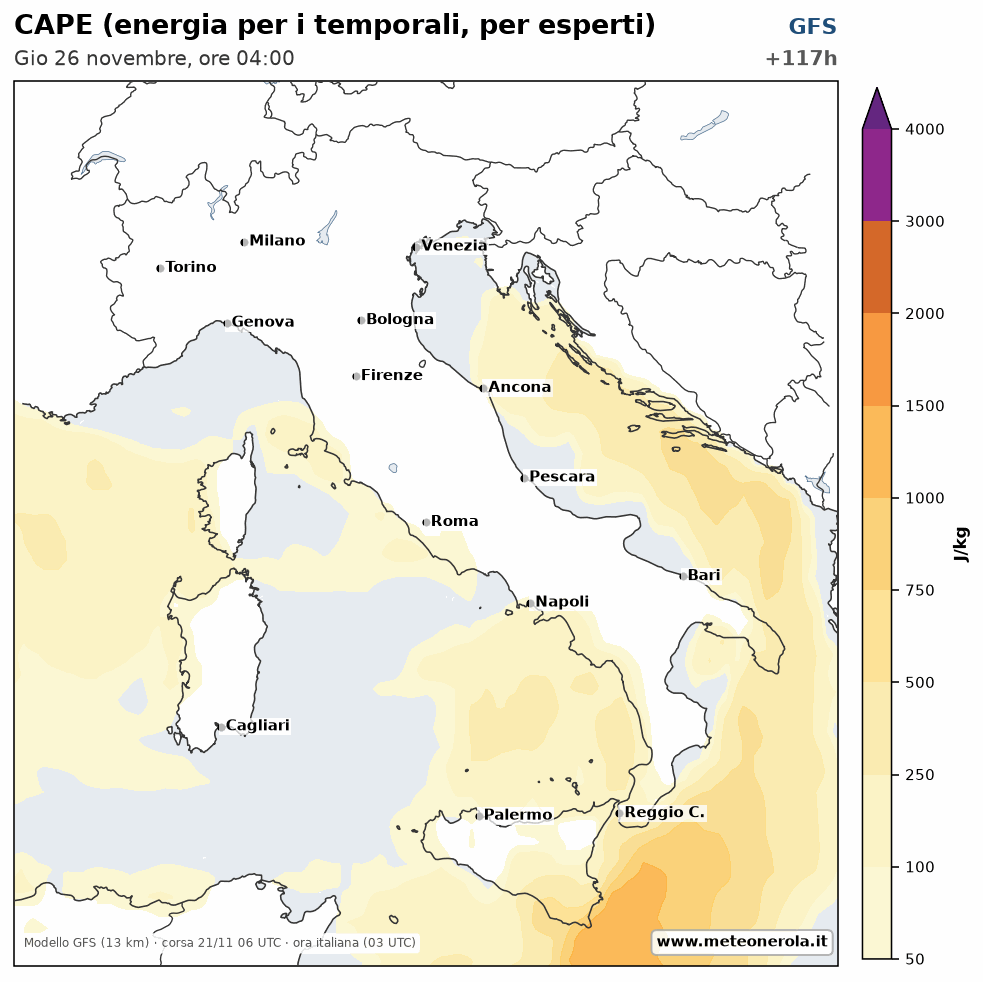 CAPE (energia per i temporali, per esperti)
GFS
Gio 26 novembre, ore 04:00
+117h
Milano
Venezia
Torino
Genova
Bologna
Firenze
Ancona
Pescara
Roma
Bari
Napoli
Cagliari
Palermo
Reggio C.
4000
3000
2000
1500
1000
750
500
250
100
50
J/kg
Modello GFS (13 km) · corsa 21/11 06 UTC · ora italiana (03 UTC)
www.meteonerola.it